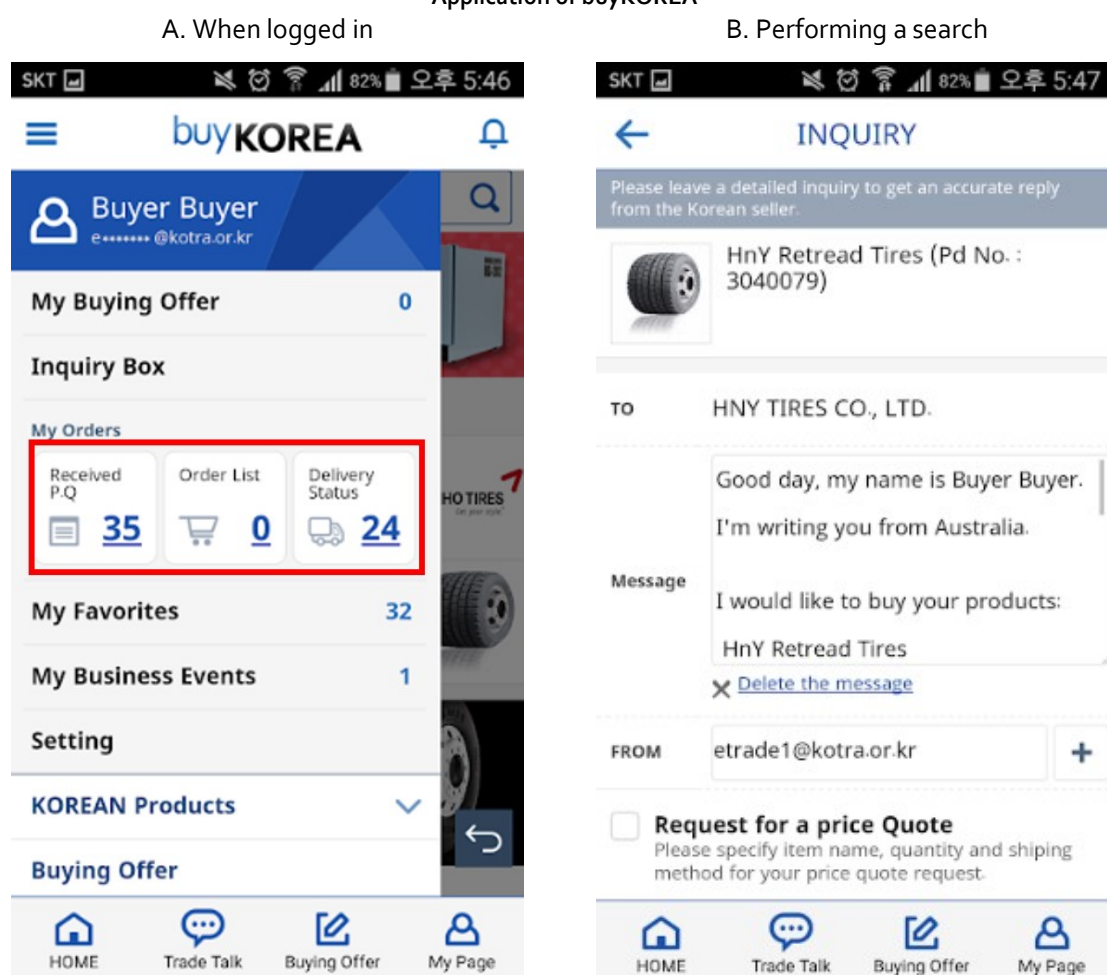 Application of buyKOREA
A. When logged in
B. Performing a search
SKT 82% 오후 5:46
buyKOREA
Buyer Buyer
e•••••••@kotra.or.kr
My Buying Offer 0
Inquiry Box
My Orders
Received P.Q 35
Order List 0
Delivery Status 24
HO TIRES
My Favorites 32
My Business Events 1
Setting
KOREAN Products
Buying Offer
HOME Trade Talk Buying Offer My Page
SKT 82% 오후 5:47
INQUIRY
Please leave a detailed inquiry to get an accurate reply
from the Korean seller.
HnY Retread Tires (Pd No. :
3040079)
TO HNY TIRES CO., LTD.
Message
Good day, my name is Buyer Buyer.
I'm writing you from Australia.
I would like to buy your products:
HnY Retread Tires
Delete the message
FROM etrade1@kotra.or.kr +
Request for a price Quote
Please specify item name, quantity and shiping
method for your price quote request.
HOME Trade Talk Buying Offer My Page